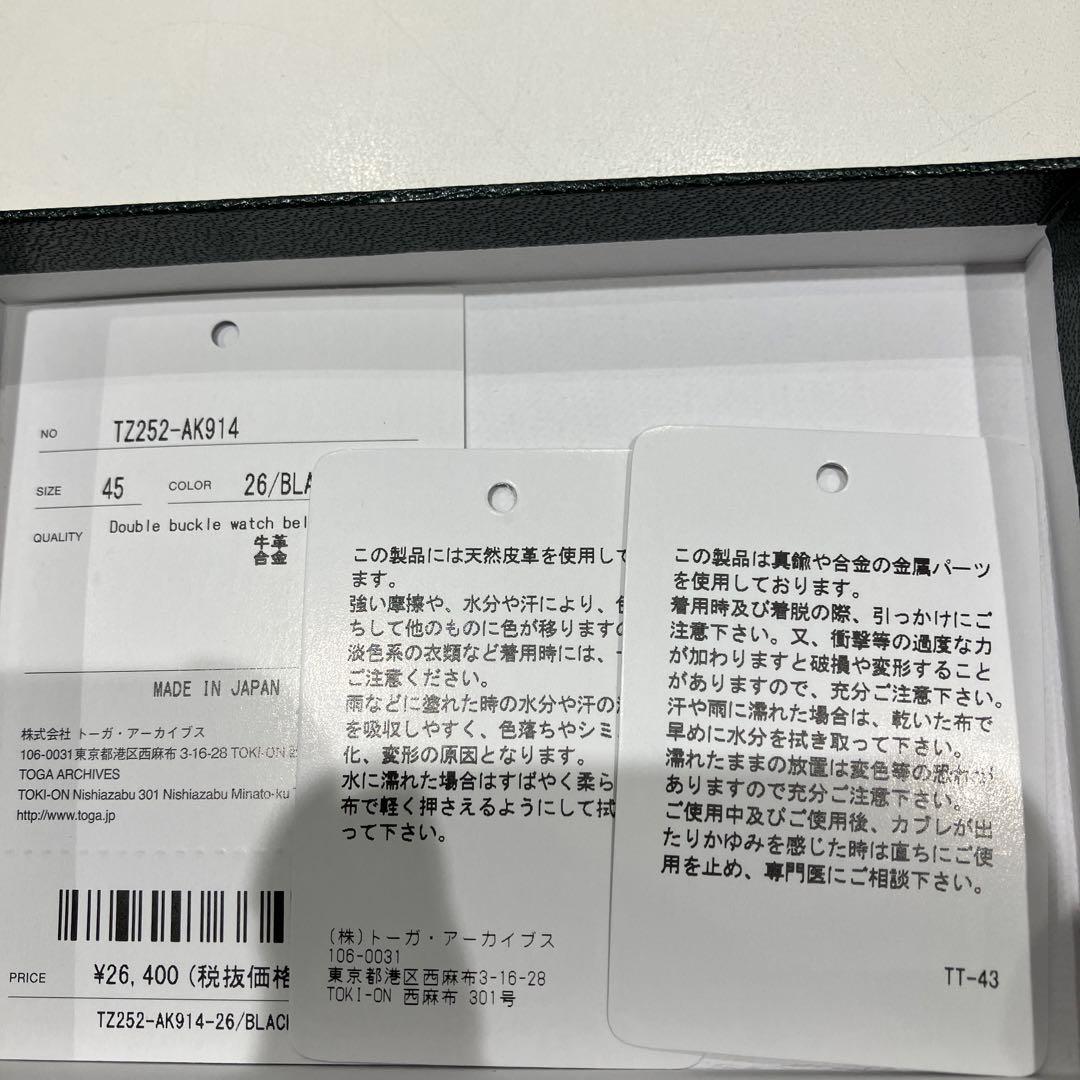 NO TZ252-AK914
SIZE 45 COLOR 26/BLA
QUALITY Double buckle watch bel
牛革
合金
MADE IN JAPAN
株式会社 トーガ・アーカイブス
106-0031東京都港区西麻布 3-16-28 TOKI-ON
TOGA ARCHIVES
TOKI-ON Nishiazabu 301 Nishiazabu Minato-ku
http://www.toga.jp
PRICE ¥26,400(税抜価格
TZ252-AK914-26/BLAC
この製品には天然皮革を使用して
ます。
強い摩擦や、水分や汗により、
ちして他のものに色が移りますの
淡色系の衣類など着用時には、
ご注意ください。
雨などに塗れた時の水分や汗の
を吸収しやすく、色落ちやシミ
化、変形の原因となります。
水に濡れた場合はすばやく柔ら
布で軽く押さえるようにして拭
って下さい。
(株)トーガ・アーカイブス
106-0031
東京都港区西麻布3-16-28
TOKI-ON 西麻布 301号
この製品は真鍮や合金の金属パーツ
を使用しております。
着用時及び着脱の際、引っかけにご
注意下さい。又、衝撃等の過度な力
が加わりますと破損や変形すること
がありますので、充分ご注意下さい。
汗や雨に濡れた場合は、乾いた布で
早めに水分を拭き取って下さい。
濡れたままの放置は変色等の恐れが
ありますので充分ご注意下さい。
ご使用中及びご使用後、カブレが出
たりかゆみを感じた時は直ちにご使
用を止め、専門医にご相談下さい。
TT-43